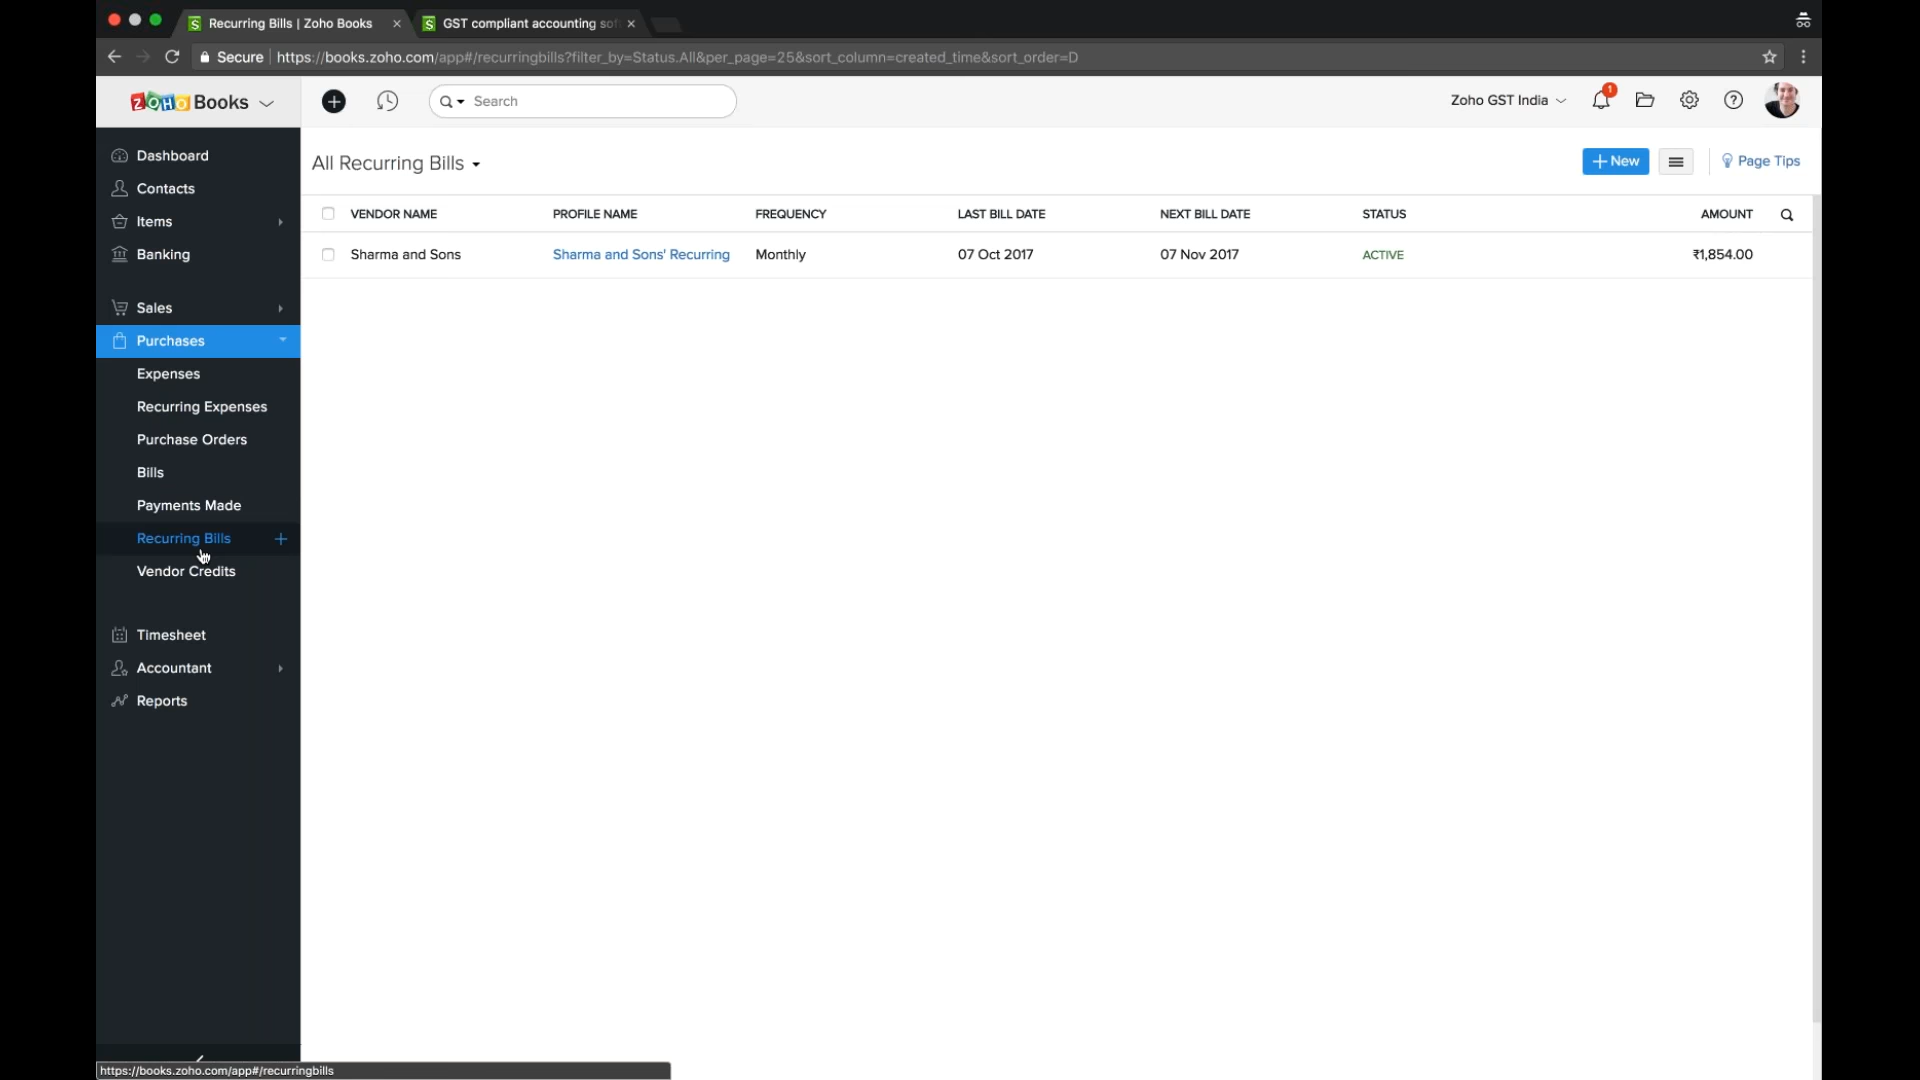 Recurring Bills | Zoho Books
GST compliant accounting sof
Secure
https://books.zoho.com/app#/recurringbills?filter_by=Status.All&per_page=25&sort_column=created_time&sort_order=D
ZOHO Books
Search
Zoho GST India
1
Dashboard
Contacts
Items
Banking
Sales
Purchases
Expenses
Recurring Expenses
Purchase Orders
Bills
Payments Made
Recurring Bills
Vendor Credits
Timesheet
Accountant
Reports
All Recurring Bills
New
Page Tips
VENDOR NAME PROFILE NAME FREQUENCY LAST BILL DATE NEXT BILL DATE STATUS AMOUNT
Sharma and Sons Sharma and Sons' Recurring Monthly 07 Oct 2017 07 Nov 2017 ACTIVE ₹1,854.00
https://books.zoho.com/app#/recurringbills